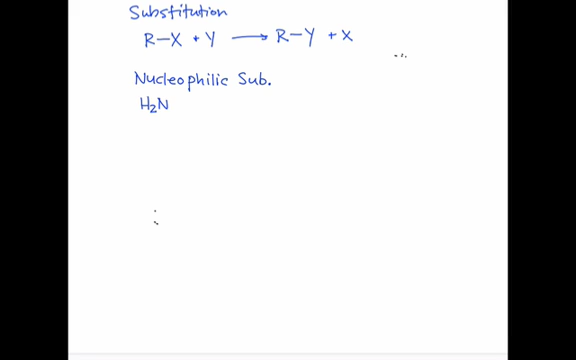 Substitution
R-X + Y ⟶ R-Y + X
Nucleophilic Sub.
H₂N